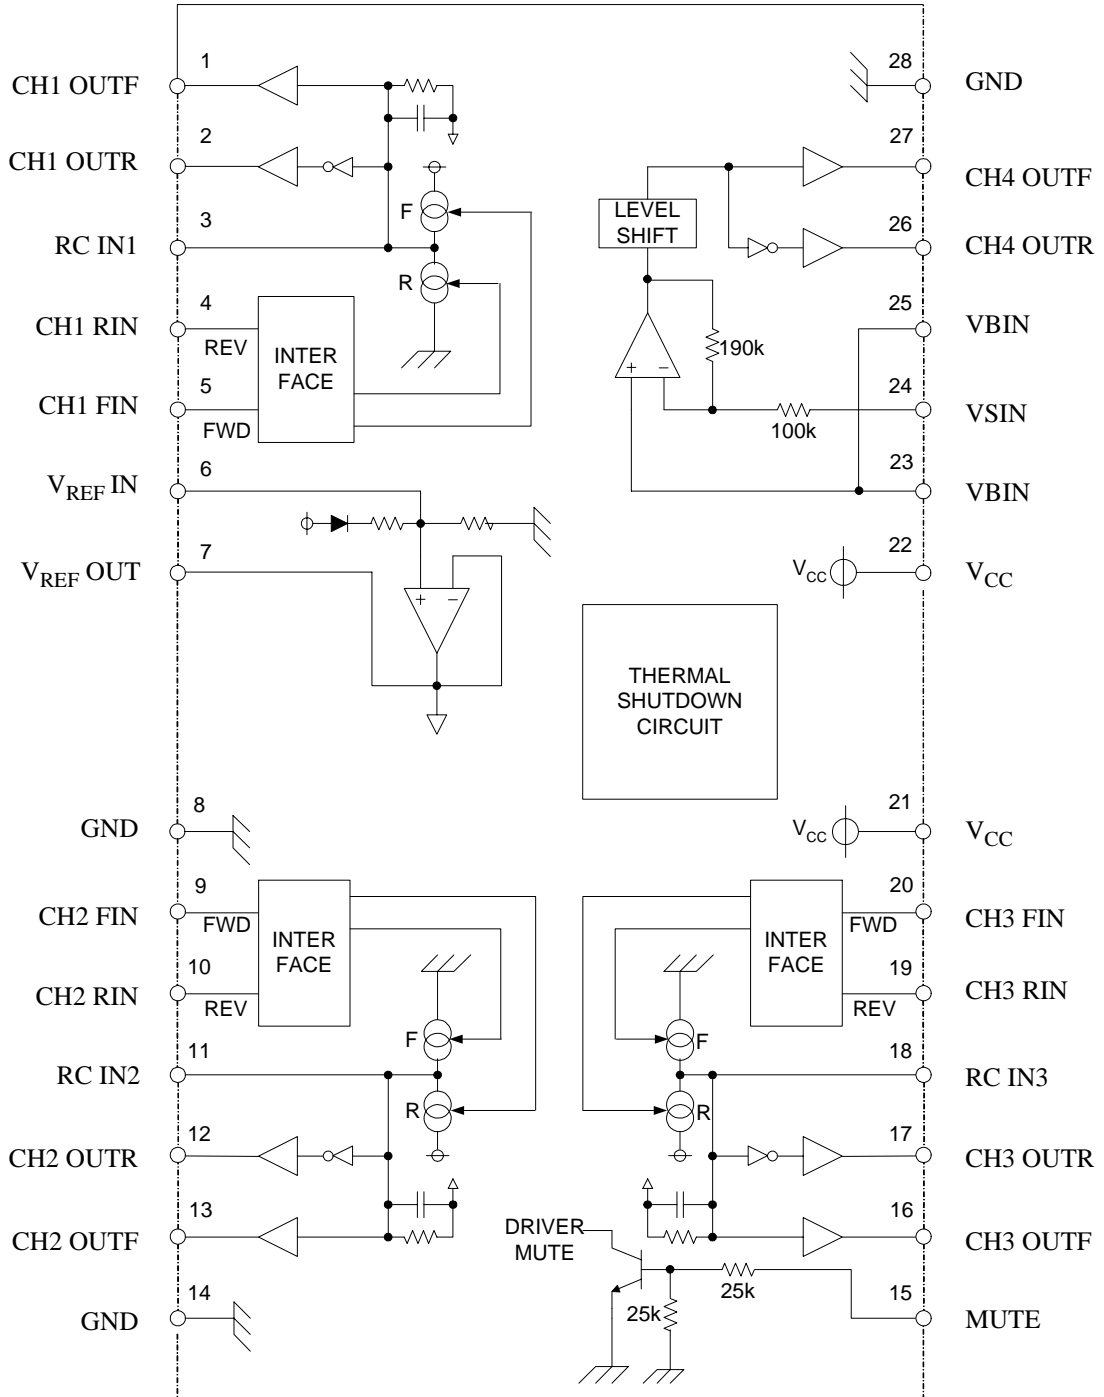 1
CH1 OUTF
2
CH1 OUTR
3
RC IN1
F
R
4
CH1 RIN
REV
INTER
FACE
5
CH1 FIN
FWD
6
VREF IN
7
VREF OUT
+ −
8
GND
9
CH2 FIN
FWD
INTER
FACE
10
CH2 RIN
REV
F
11
RC IN2
R
12
CH2 OUTR
13
CH2 OUTF
14
GND
28
GND
27
CH4 OUTF
LEVEL
SHIFT
26
CH4 OUTR
25
VBIN
190k
+ −
24
VSIN
100k
23
VBIN
22
VCC
VCC
THERMAL
SHUTDOWN
CIRCUIT
21
VCC
VCC
20
CH3 FIN
FWD
INTER
FACE
19
CH3 RIN
REV
F
18
RC IN3
R
17
CH3 OUTR
16
CH3 OUTF
DRIVER
MUTE
25k
25k
15
MUTE